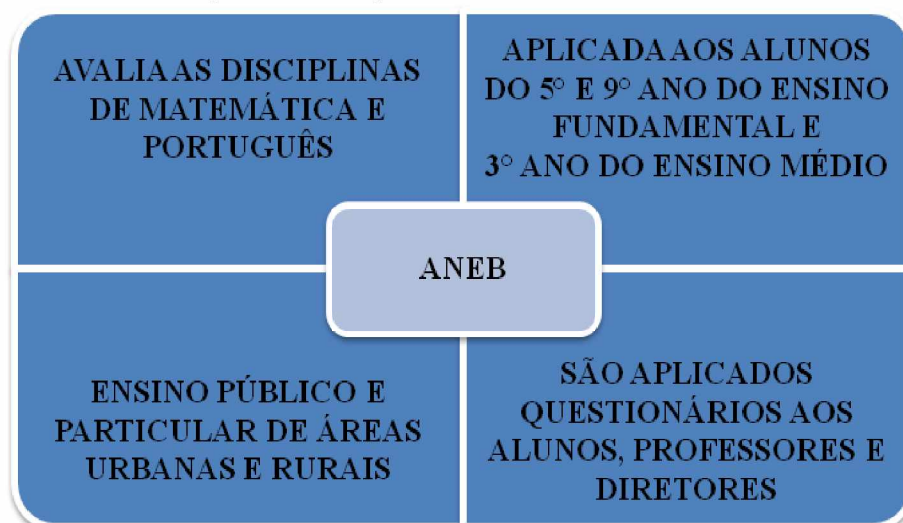 AVALIA AS DISCIPLINAS
DE MATEMÁTICA E
PORTUGUÊS
APLICADA AOS ALUNOS
DO 5° E 9° ANO DO ENSINO
FUNDAMENTAL E
3° ANO DO ENSINO MÉDIO
ANEB
ENSINO PÚBLICO E
PARTICULAR DE ÁREAS
URBANAS E RURAIS
SÃO APLICADOS
QUESTIONÁRIOS AOS
ALUNOS, PROFESSORES E
DIRETORES